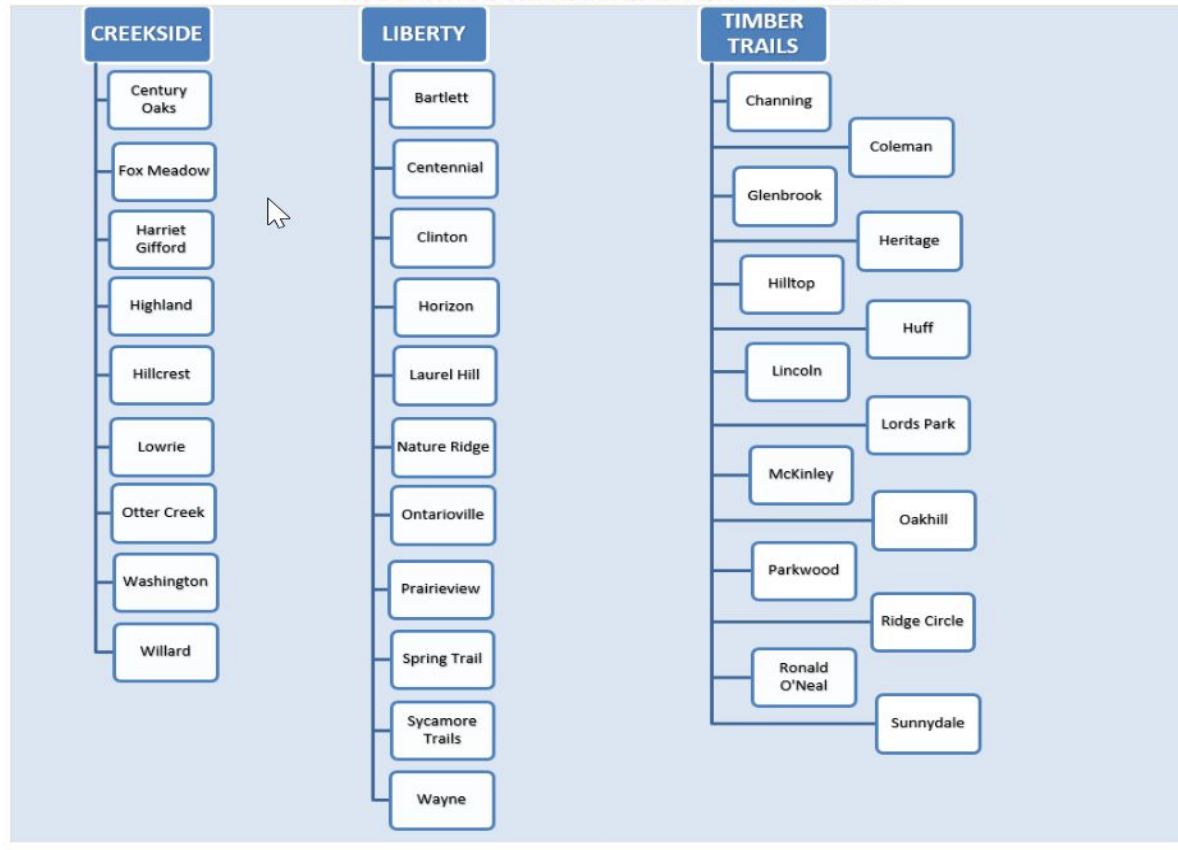 CREEKSIDE
Century
Oaks
Fox Meadow
Harriet
Gifford
Highland
Hillcrest
Lowrie
Otter Creek
Washington
Willard
LIBERTY
Bartlett
Centennial
Clinton
Horizon
Laurel Hill
Nature Ridge
Ontarioville
Prairieview
Spring Trail
Sycamore
Trails
Wayne
TIMBER
TRAILS
Channing
Coleman
Glenbrook
Heritage
Hilltop
Huff
Lincoln
Lords Park
McKinley
Oakhill
Parkwood
Ridge Circle
Ronald
O'Neal
Sunnydale